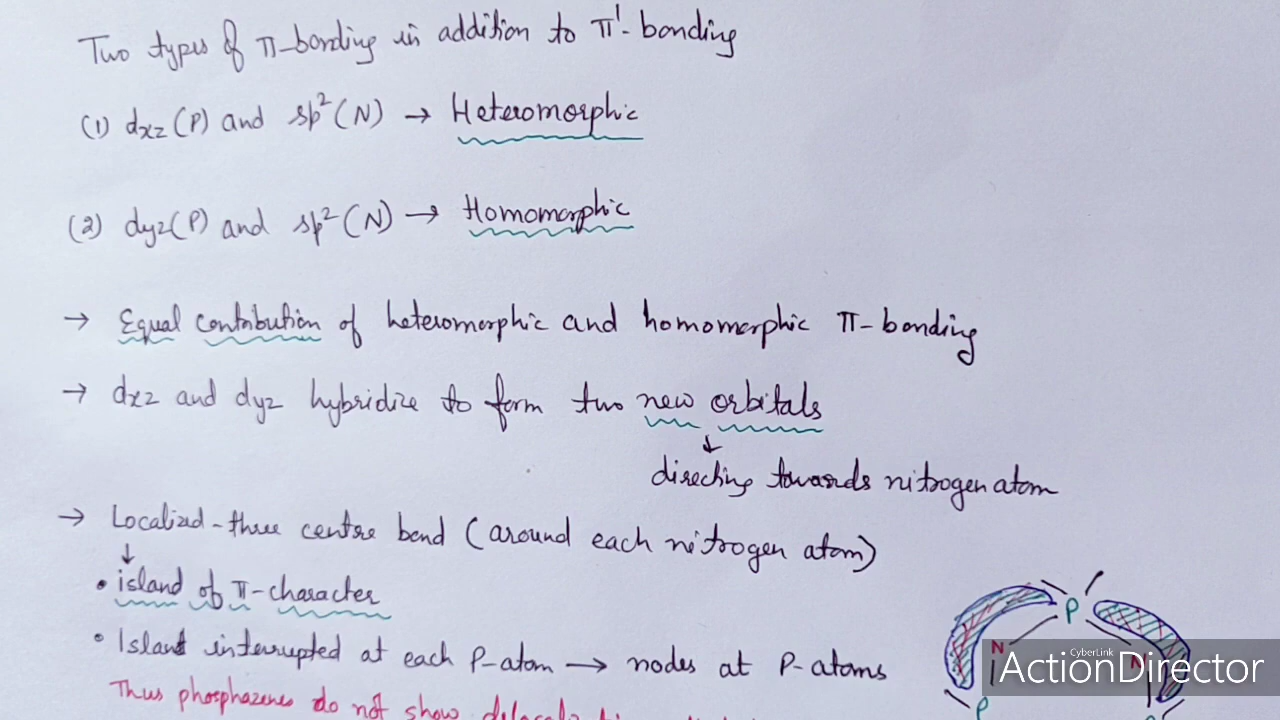 Two types of π-bonding in addition to π'-bonding
(1) dxz (P) and sp²(N) → Heteromorphic
(2) dyz(P) and sp²(N) → Homomorphic
→ Equal contribution of heteromorphic and homomorphic π-bonding
→ dxz and dyz hybridize to form two new orbitals
↓
directing towards nitrogen atom
→ Localized-three centre bond (around each nitrogen atom)
↓
• island of π-character
• Island interrupted at each P-atom → nodes at P-atoms
Thus phosphazenes do not show
P
N
N
P
CyberLink
ActionDirector